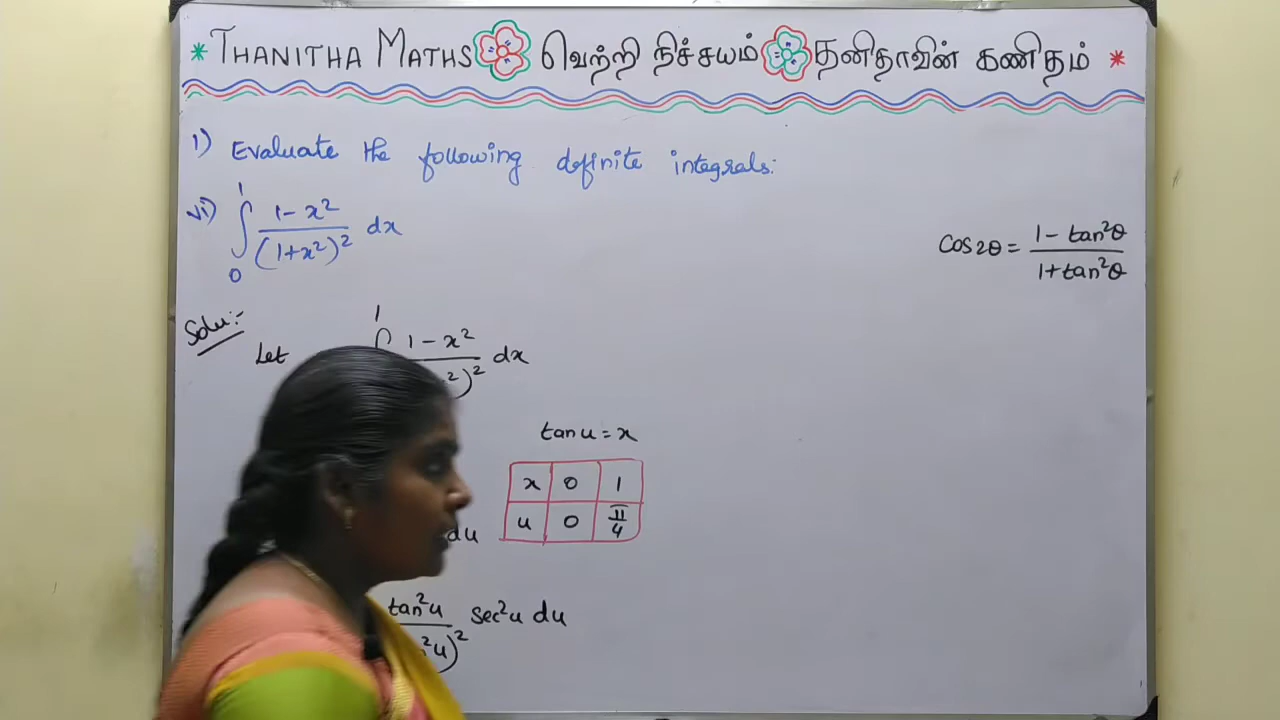 * THANITHA MATHS வெற்றி நிச்சயம் தனிதாவின் கணிதம் *
1) Evaluate the following definite integrals:
vi) ∫₀¹ (1-x²)/(1+x²)² dx
cos2θ = (1-tan²θ)/(1+tan²θ)
Solu:-
Let 1 1-x² / ²)² dx
tan u = x
x 0 1
u 0 π/4
du
tan²u / ²u)² sec²u du